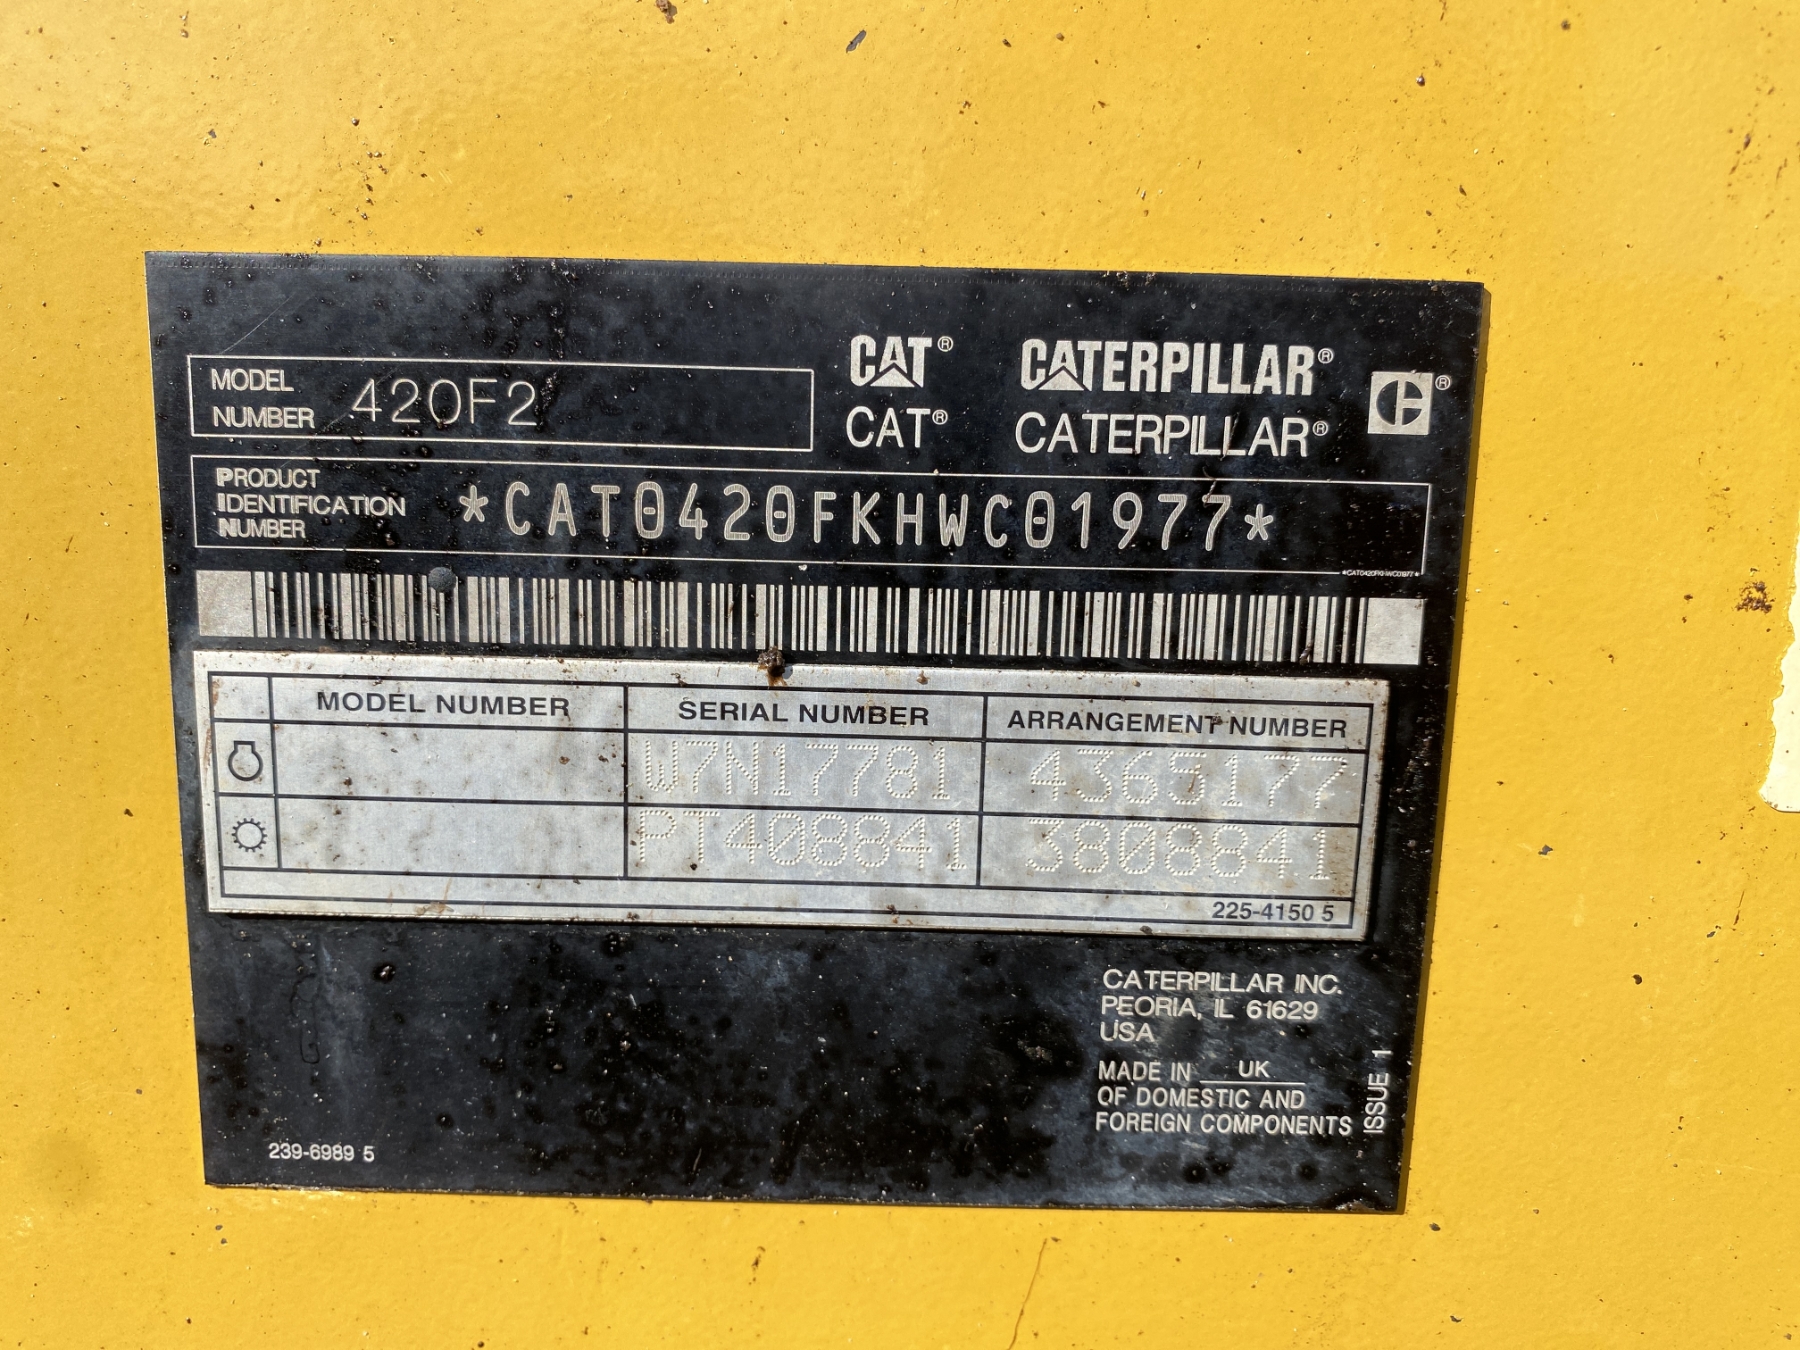 MODEL
NUMBER 420F2
CAT® CATERPILLAR®
CAT® CATERPILLAR®
PRODUCT
IDENTIFICATION
NUMBER
*CAT0420FKHWC01977*
*CAT0420FKHWC01977*
MODEL NUMBER SERIAL NUMBER ARRANGEMENT NUMBER
W7N17781 4365177
PT408841 3808841
225-4150 5
CATERPILLAR INC.
PEORIA, IL 61629
USA
MADE IN UK
OF DOMESTIC AND
FOREIGN COMPONENTS
ISSUE 1
239-6989 5